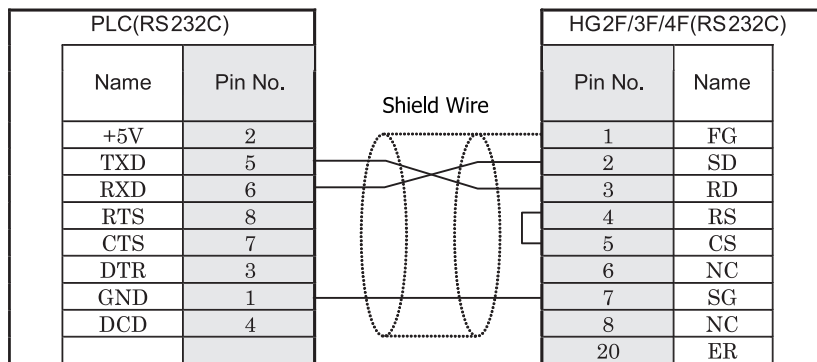 PLC(RS232C) HG2F/3F/4F(RS232C)
Name Pin No. Pin No. Name
Shield Wire
+5V 2 1 FG
TXD 5 2 SD
RXD 6 3 RD
RTS 8 4 RS
CTS 7 5 CS
DTR 3 6 NC
GND 1 7 SG
DCD 4 8 NC
20 ER